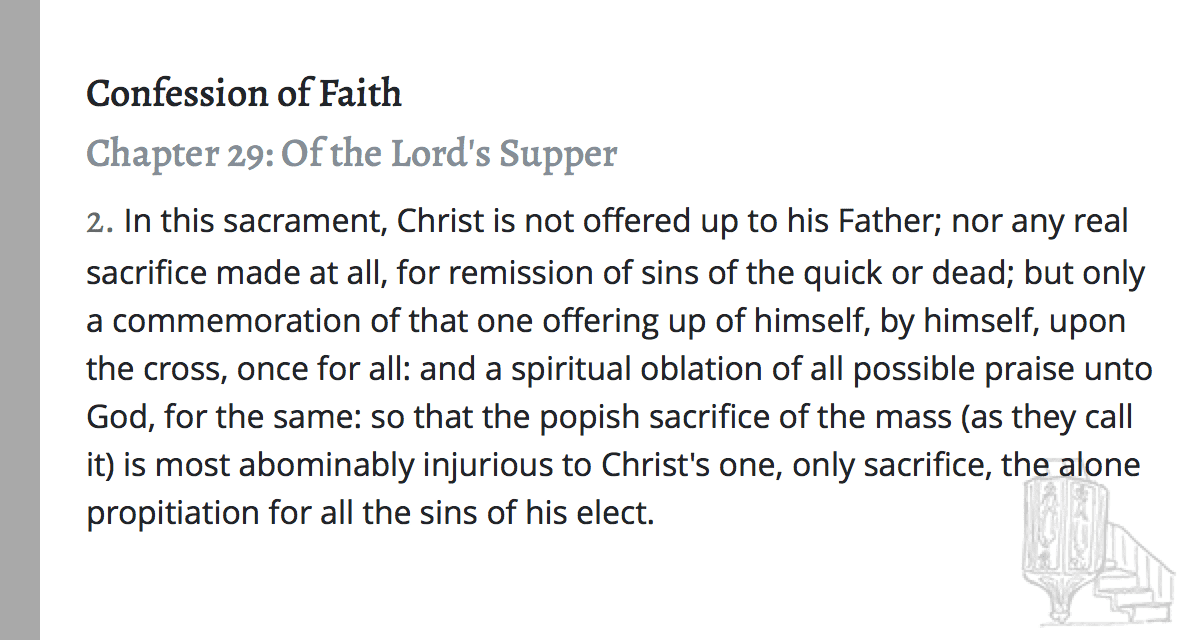 Confession of Faith
Chapter 29: Of the Lord's Supper
2. In this sacrament, Christ is not offered up to his Father; nor any real
sacrifice made at all, for remission of sins of the quick or dead; but only
a commemoration of that one offering up of himself, by himself, upon
the cross, once for all: and a spiritual oblation of all possible praise unto
God, for the same: so that the popish sacrifice of the mass (as they call
it) is most abominably injurious to Christ's one, only sacrifice, the alone
propitiation for all the sins of his elect.